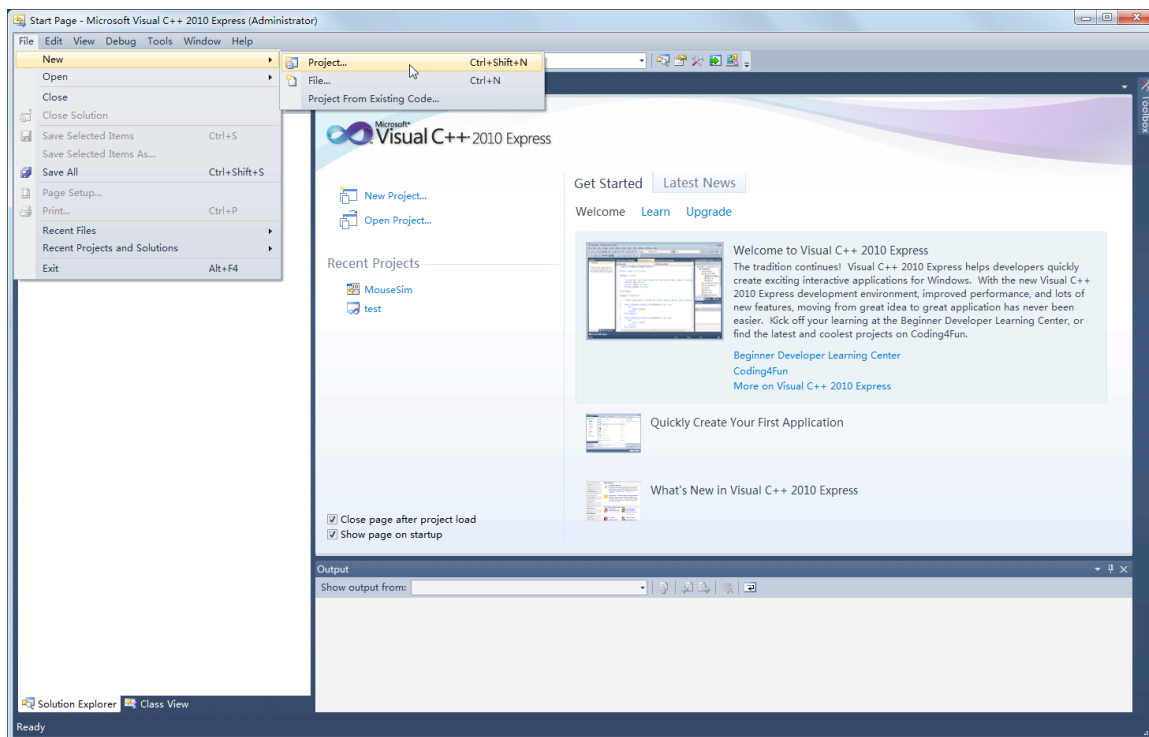 Start Page - Microsoft Visual C++ 2010 Express (Administrator)
File Edit View Debug Tools Window Help
New
Open
Close
Close Solution
Save Selected Items Ctrl+S
Save Selected Items As...
Save All Ctrl+Shift+S
Page Setup...
Print... Ctrl+P
Recent Files
Recent Projects and Solutions
Exit Alt+F4
Project... Ctrl+Shift+N
File... Ctrl+N
Project From Existing Code...
Toolbox
Microsoft®
Visual C++ 2010 Express
New Project...
Open Project...
Recent Projects
MouseSim
test
Close page after project load
Show page on startup
Get Started Latest News
Welcome Learn Upgrade
Welcome to Visual C++ 2010 Express
The tradition continues! Visual C++ 2010 Express helps developers quickly
create exciting interactive applications for Windows. With the new Visual C++
2010 Express development environment, improved performance, and lots of
new features, moving from great idea to great application has never been
easier. Kick off your learning at the Beginner Developer Learning Center, or
find the latest and coolest projects on Coding4Fun.
Beginner Developer Learning Center
Coding4Fun
More on Visual C++ 2010 Express
Quickly Create Your First Application
What's New in Visual C++ 2010 Express
Output
Show output from:
Solution Explorer Class View
Ready